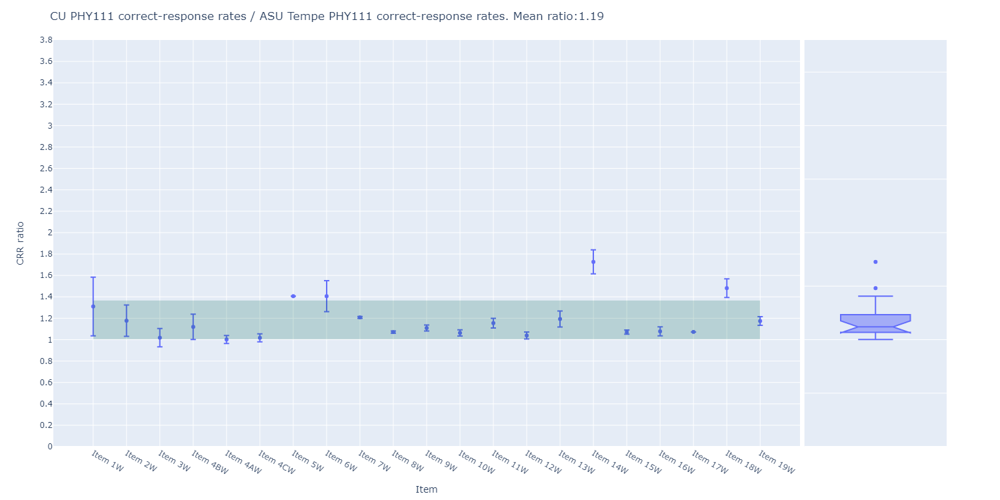 CU PHY111 correct-response rates / ASU Tempe PHY111 correct-response rates. Mean ratio:1.19
3.8
3.6
3.4
3.2
3
2.8
2.6
2.4
2.2
2
1.8
1.6
1.4
1.2
1
0.8
0.6
0.4
0.2
0
CRR ratio
Item 1W
Item 2W
Item 3W
Item 4BW
Item 4AW
Item 4CW
Item 5W
Item 6W
Item 7W
Item 8W
Item 9W
Item 10W
Item 11W
Item 12W
Item 13W
Item 14W
Item 15W
Item 16W
Item 17W
Item 18W
Item 19W
Item